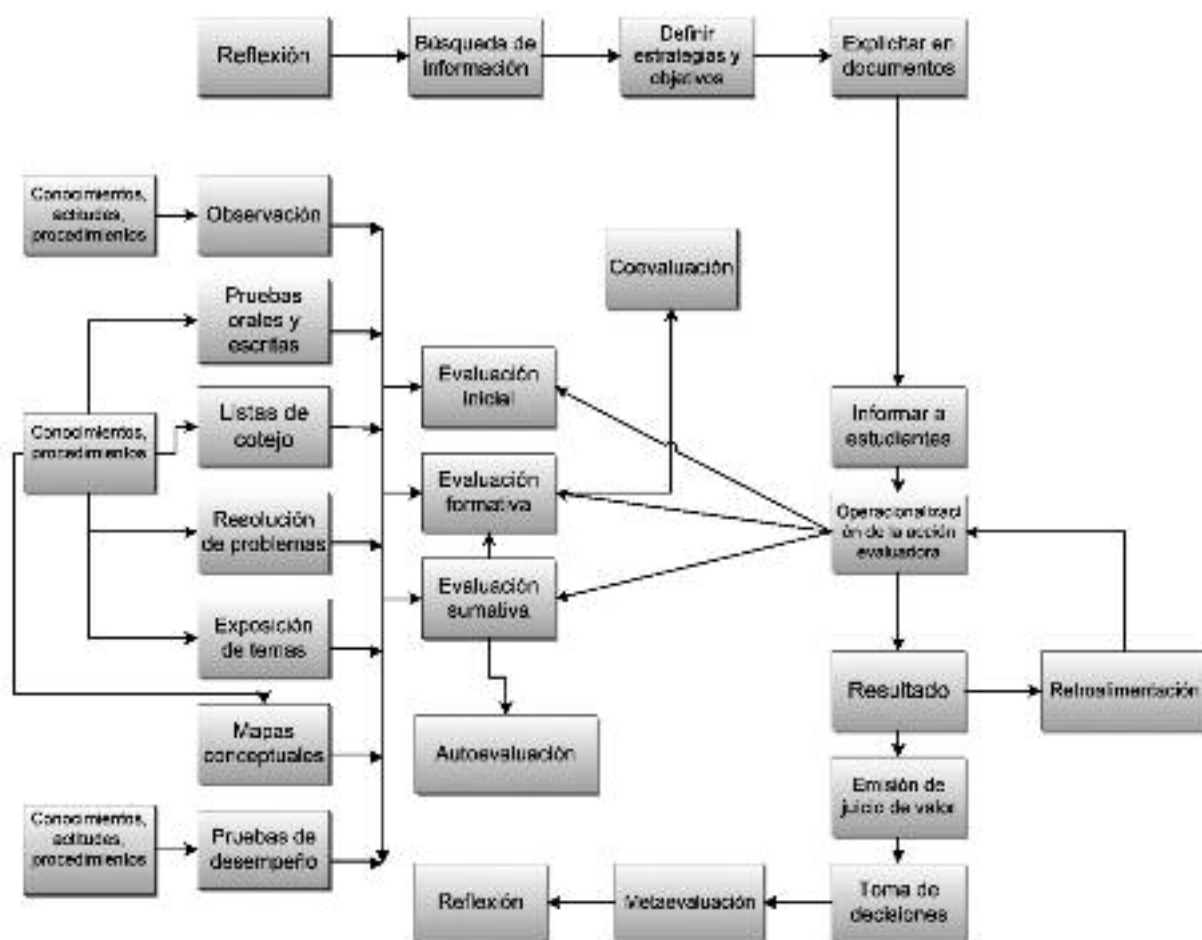 Reflexión
Búsqueda de
información
Definir
estrategias y
objetivos
Explicitar en
documentos
Conocimientos,
actitudes,
procedimientos
Observación
Coevaluación
Pruebas
orales y
escritas
Evaluación
inicial
Listas de
cotejo
Informar a
estudiantes
Conocimientos,
procedimientos
Evaluación
formativa
Resolución
de problemas
Operacionalizaci
ón de la acción
evaluadora
Evaluación
sumativa
Exposición
de temas
Resultado
Retroalimentación
Mapas
conceptuales
Autoevaluación
Emisión de
juicio de valor
Conocimientos,
actitudes,
procedimientos
Pruebas de
desempeño
Reflexión
Metaevaluación
Toma de
decisiones